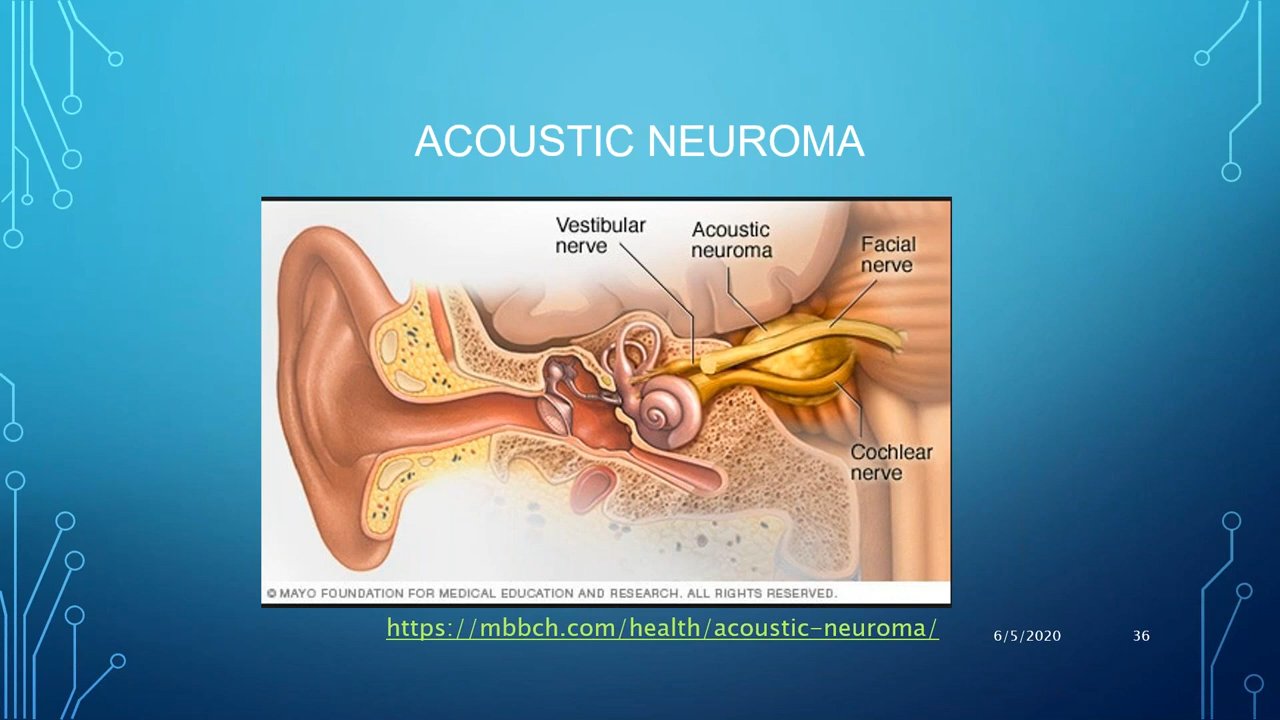 ACOUSTIC NEUROMA
Vestibular
nerve
Acoustic
neuroma
Facial
nerve
Cochlear
nerve
© MAYO FOUNDATION FOR MEDICAL EDUCATION AND RESEARCH. ALL RIGHTS RESERVED.
https://mbbch.com/health/acoustic-neuroma/
6/5/2020
36